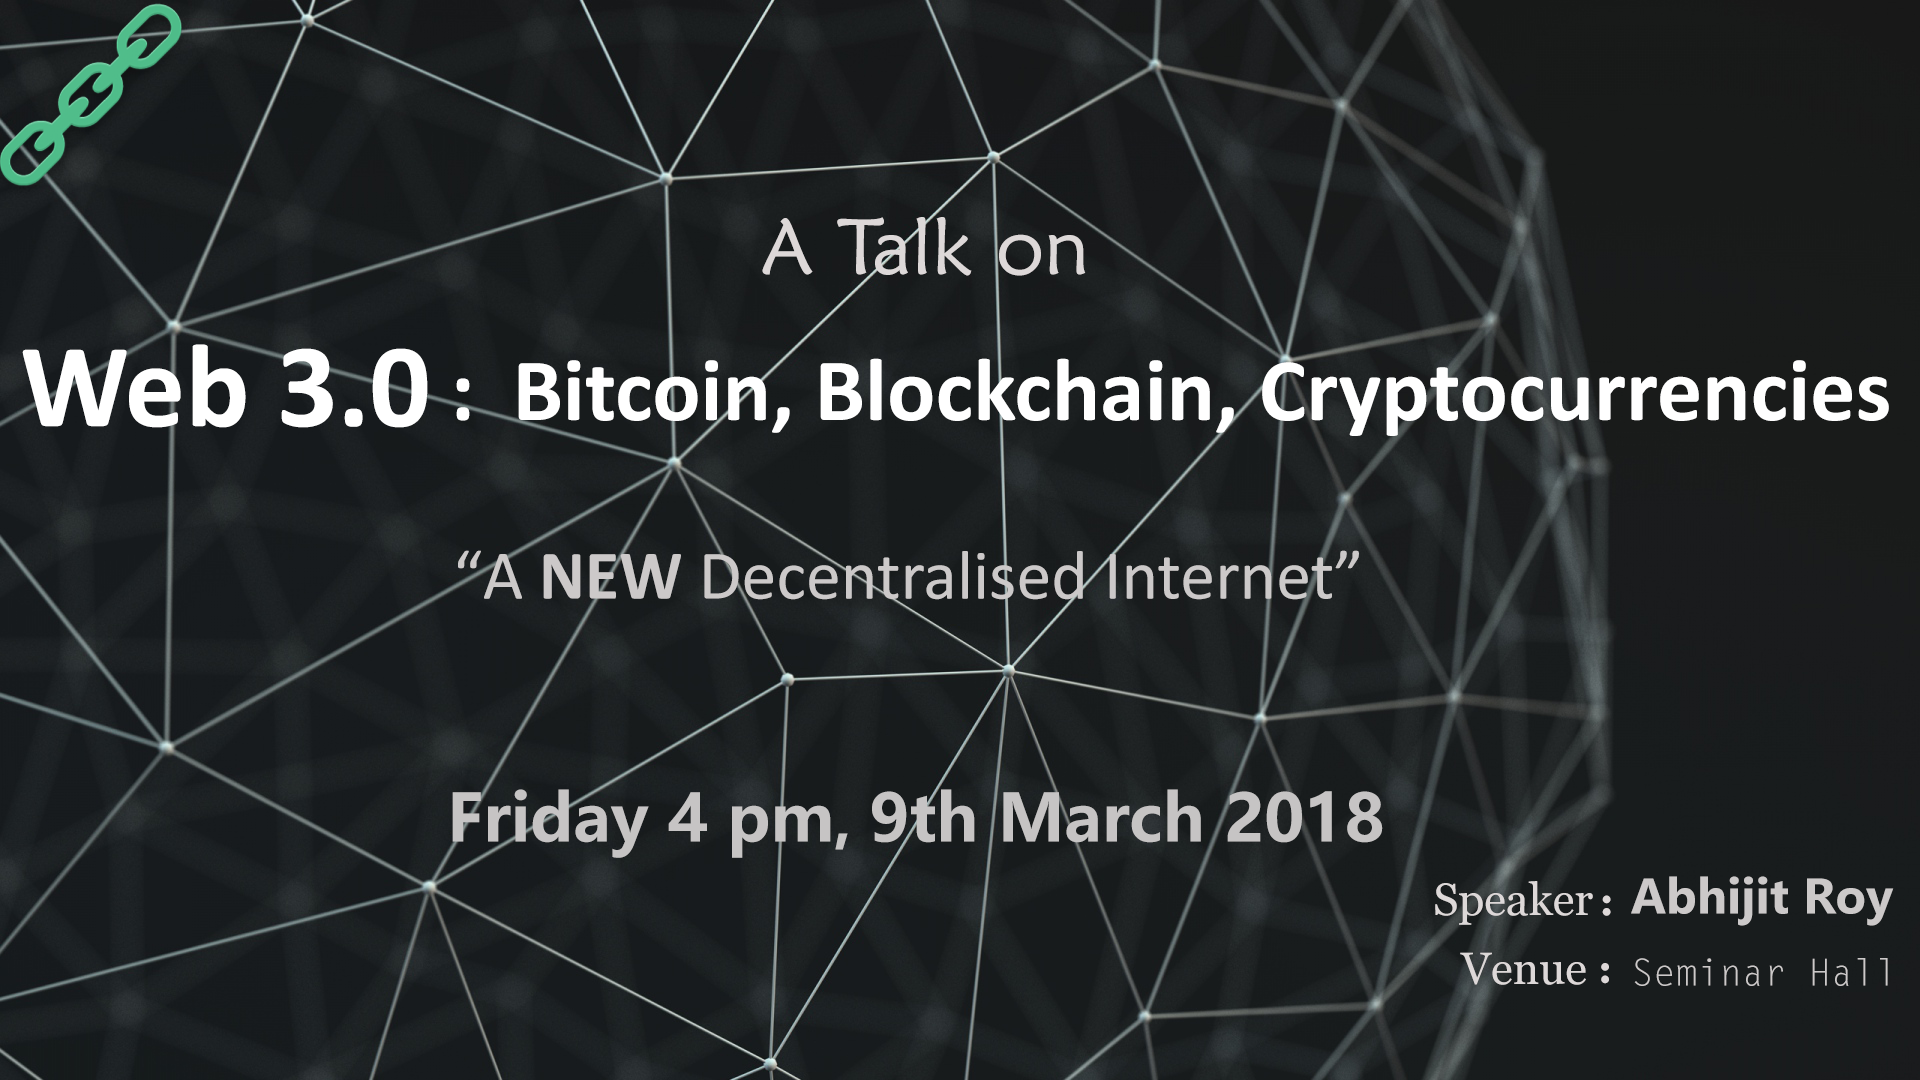 A Talk on
Web 3.0 : Bitcoin, Blockchain, Cryptocurrencies
“A NEW Decentralised Internet”
Friday 4 pm, 9th March 2018
Speaker : Abhijit Roy
Venue : Seminar Hall